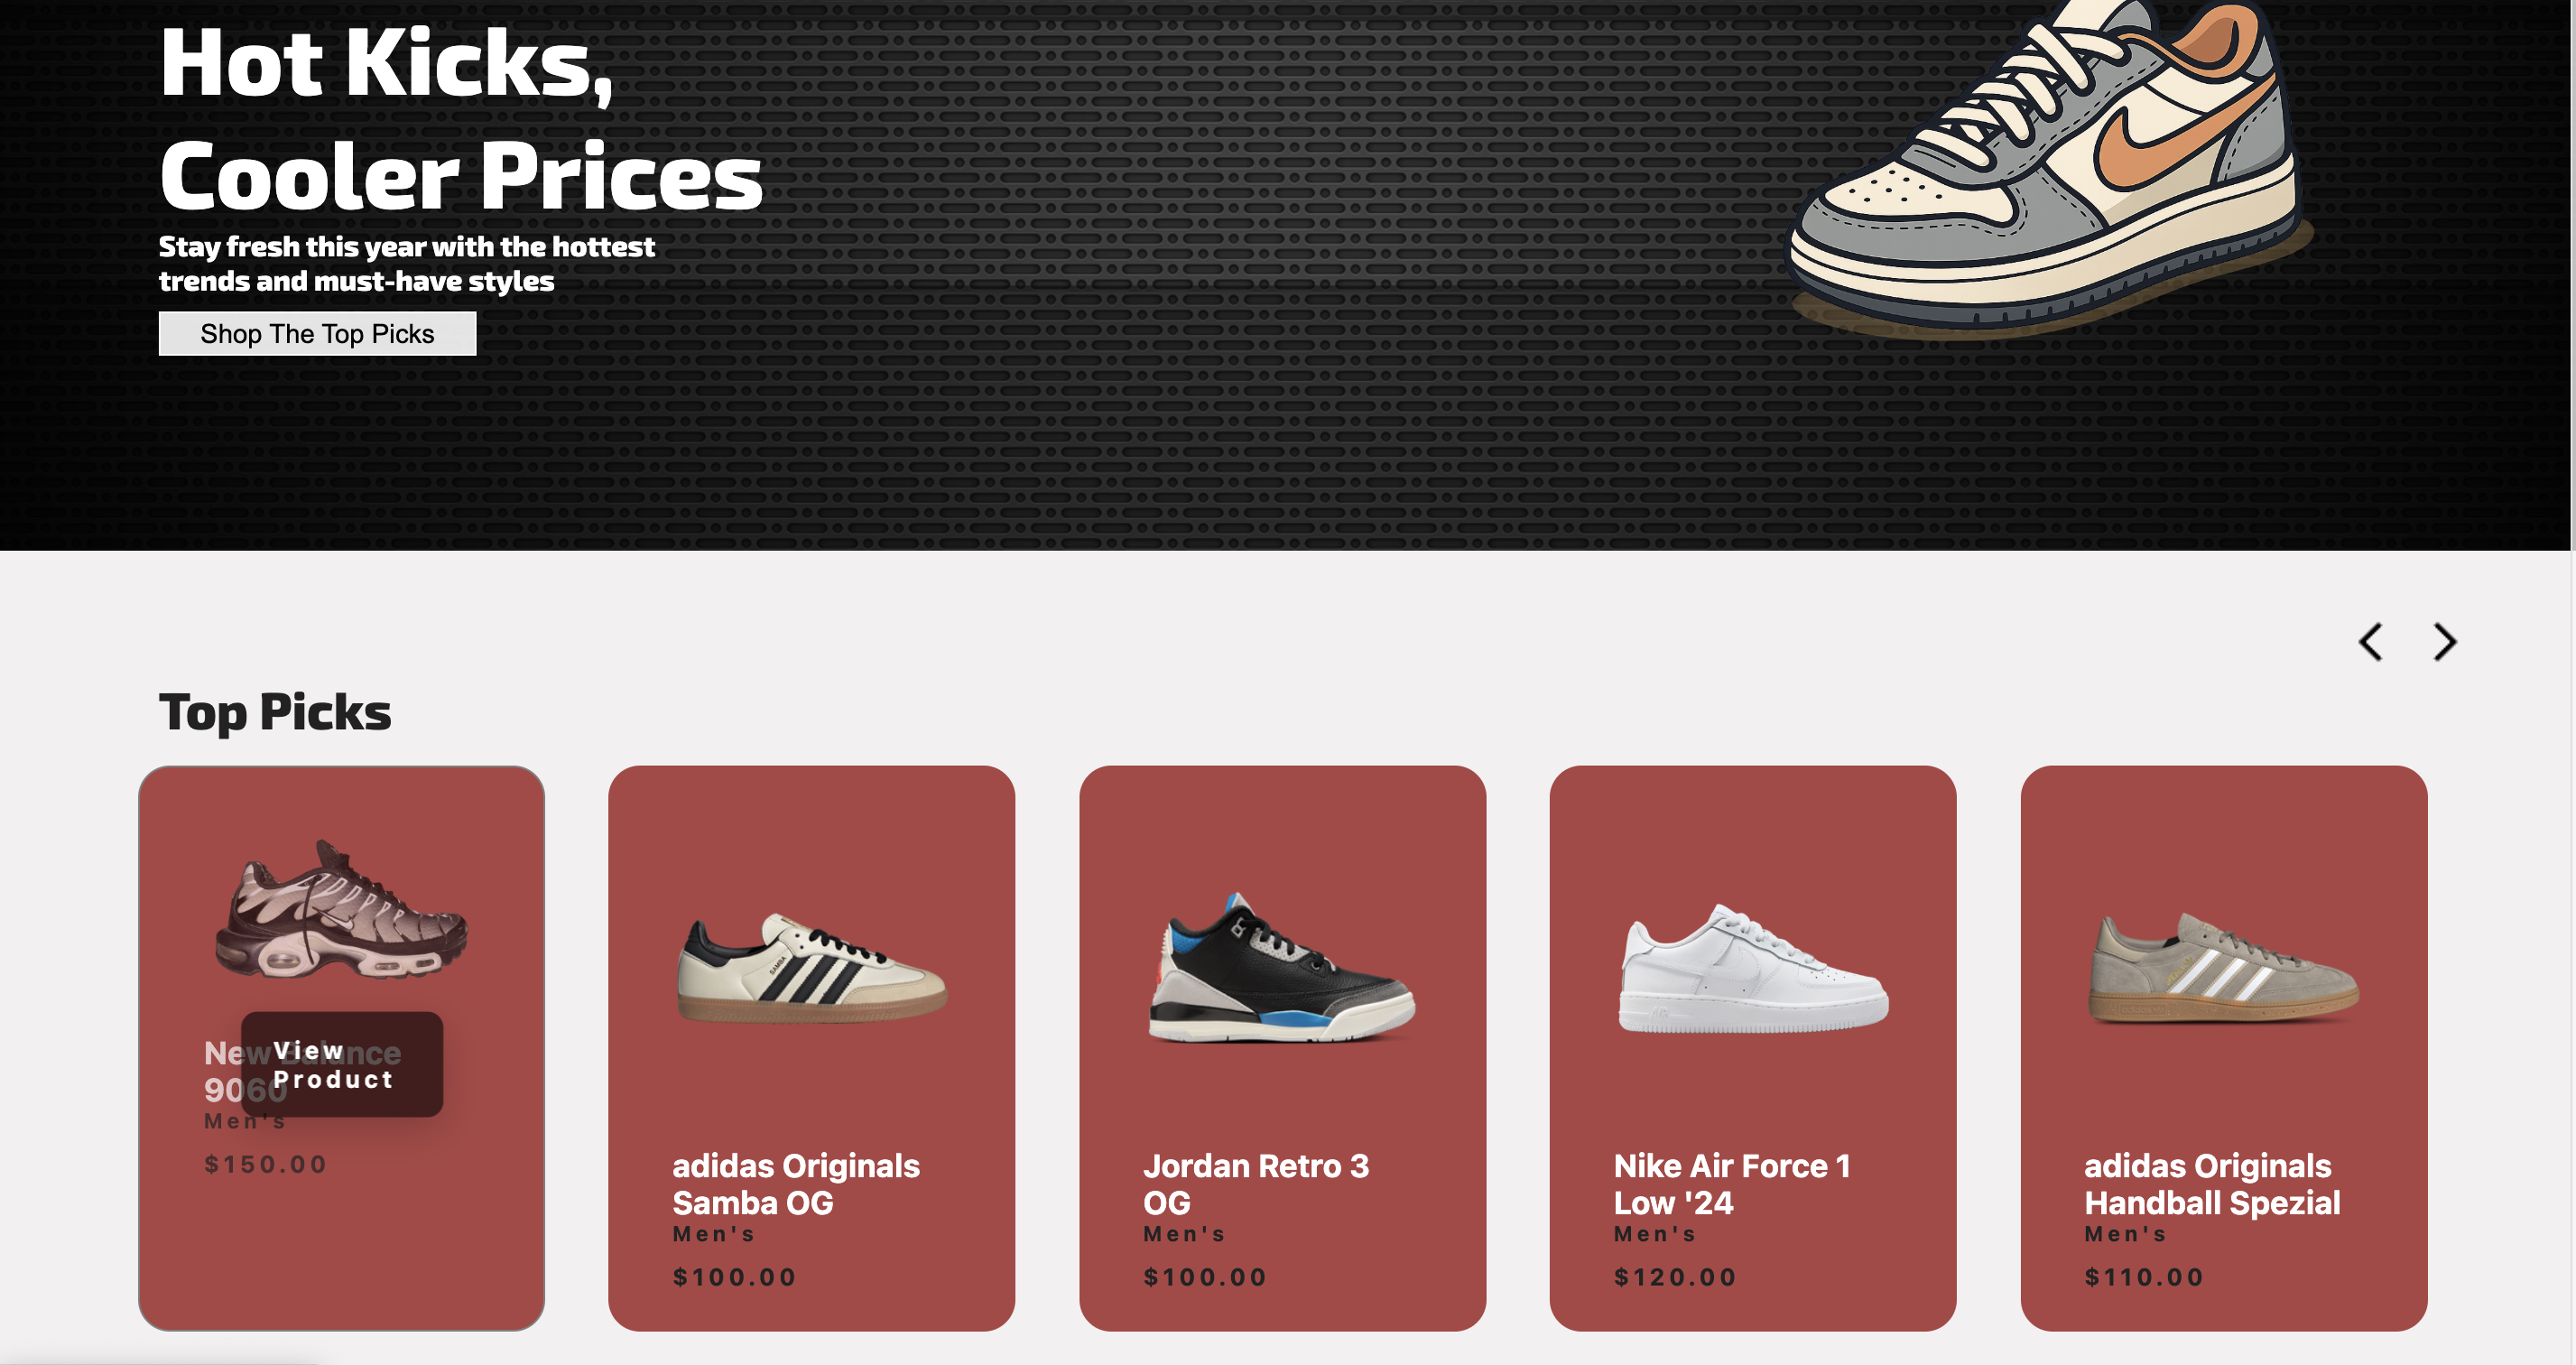 Hot Kicks,
Cooler Prices
Stay fresh this year with the hottest
trends and must-have styles
Shop The Top Picks
Top Picks
New Balance
9060
Men's
$150.00
View
Product
SAMBA
adidas Originals
Samba OG
Men's
$100.00
Jordan Retro 3
OG
Men's
$100.00
Nike Air Force 1
Low '24
Men's
$120.00
adidas Originals
Handball Spezial
Men's
$110.00